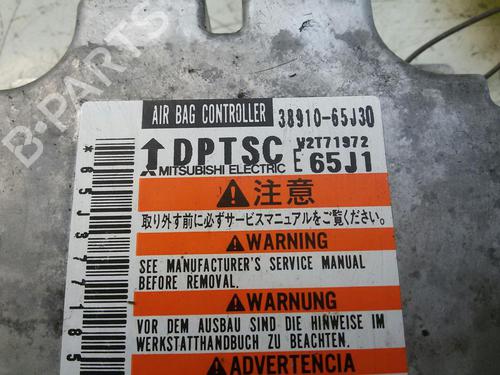 B-PARTS
AIR BAG CONTROLLER 38910-65J30
DPTSC W2T71972
MITSUBISHI ELECTRIC E 65J1
注意
取り外す前に必ずサービスマニュアルをご覧ください。
WARNING
SEE MANUFACTURER'S SERVICE MANUAL
BEFORE REMOVAL.
WARNUNG
VOR DEM AUSBAU SIND DIE HINWEISE IM
WERKSTATTHANDBUCH ZU BEACHTEN.
ADVERTENCIA